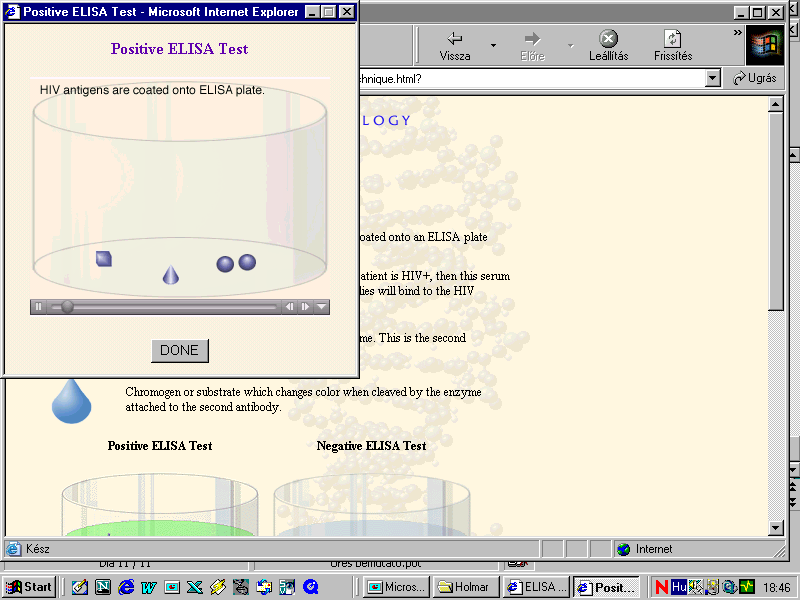 Positive ELISA Test - Microsoft Internet Explorer
Positive ELISA Test
HIV antigens are coated onto ELISA plate.
DONE
Vissza
Előre
Leállítás
Frissítés
»
chnique.html?
Ugrás
LOGY
oated onto an ELISA plate
atient is HIV+, then this serum
lies will bind to the HIV
me. This is the second
Chromogen or substrate which changes color when cleaved by the enzyme
attached to the second antibody.
Positive ELISA Test
Negative ELISA Test
Kész
Internet
Dia 11 / 11
Üres bemutató.pot
Start
Micros...
Holmar
ELISA ...
Posit...
Hu
18:46